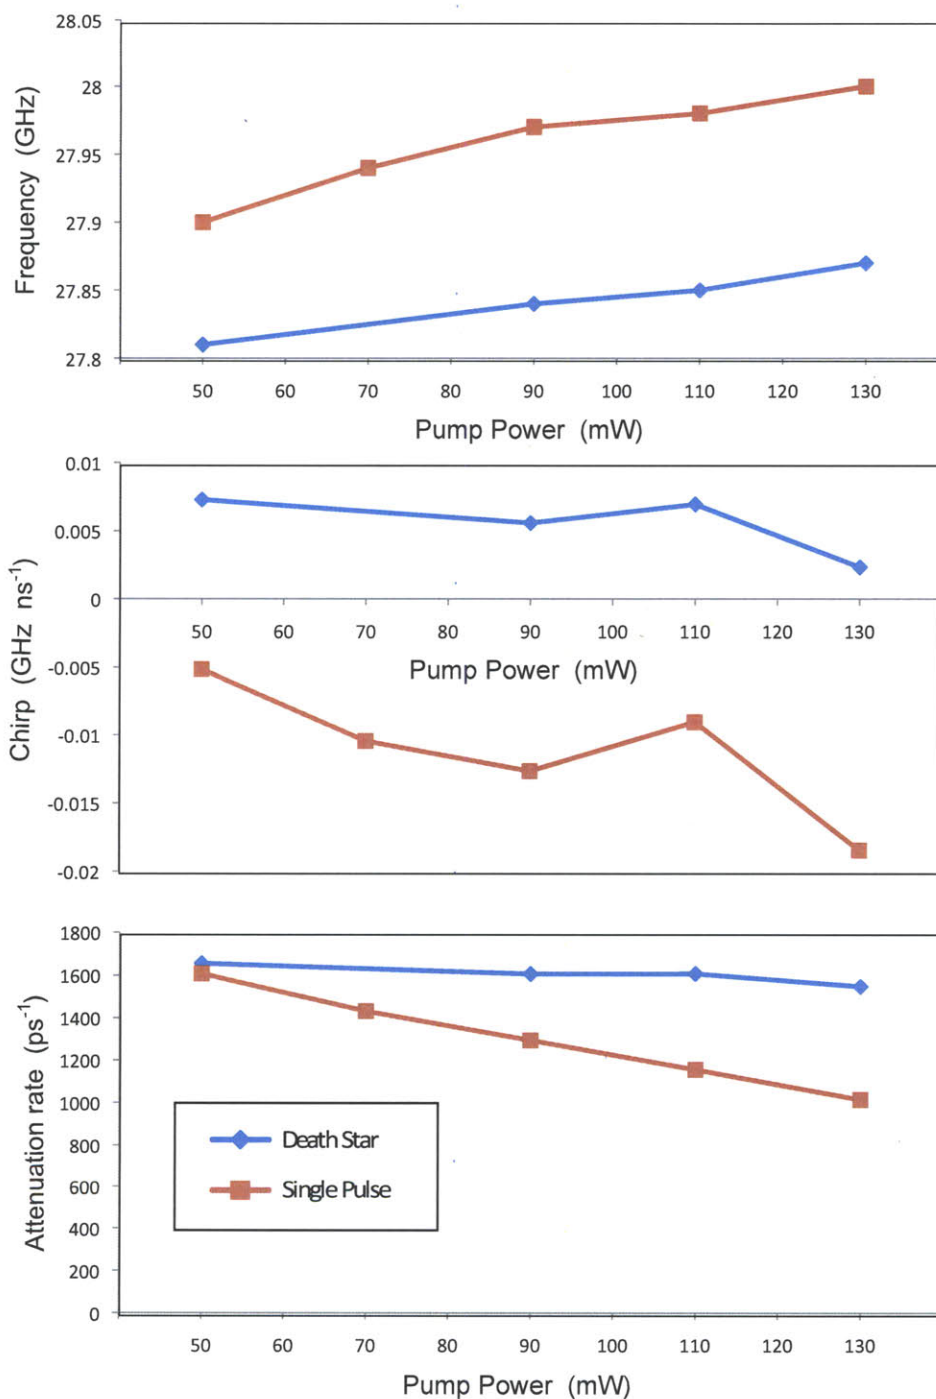 28.05
28
27.95
27.9
27.85
27.8
Frequency (GHz)
50 60 70 80 90 100 110 120 130
Pump Power (mW)
0.01
0.005
0
-0.005
-0.01
-0.015
-0.02
Chirp (GHz ns⁻¹)
50 60 70 80 90 100 110 120 130
Pump Power (mW)
1800
1600
1400
1200
1000
800
600
400
200
0
Attenuation rate (ps⁻¹)
Death Star
Single Pulse
50 60 70 80 90 100 110 120 130
Pump Power (mW)